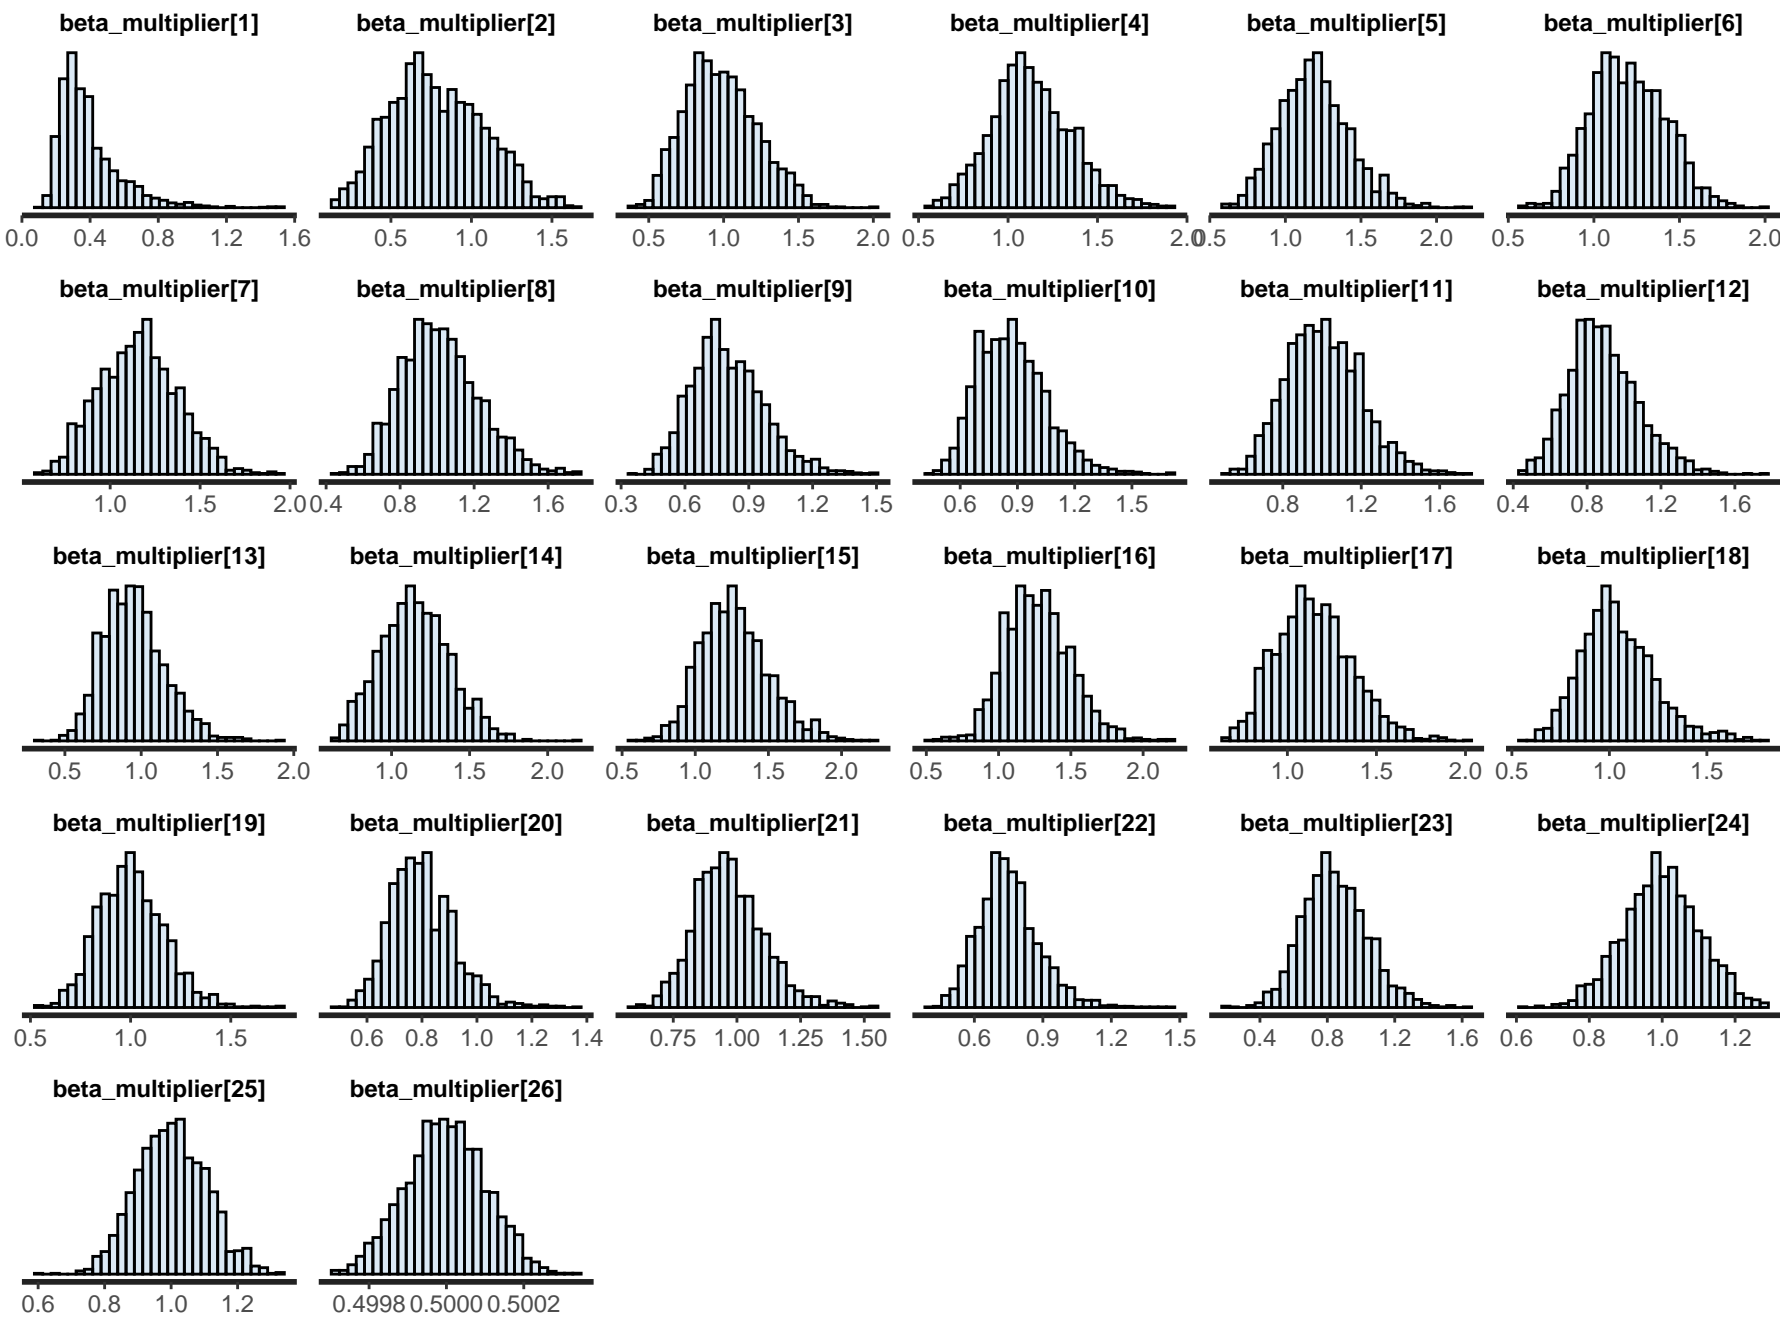 beta_multiplier[1] beta_multiplier[2] beta_multiplier[3] beta_multiplier[4] beta_multiplier[5] beta_multiplier[6]
0.0 0.4 0.8 1.2 1.6 0.5 1.0 1.5 0.5 1.0 1.5 2.0 0.5 1.0 1.5 2.0 0.5 1.0 1.5 2.0 0.5 1.0 1.5 2.0
beta_multiplier[7] beta_multiplier[8] beta_multiplier[9] beta_multiplier[10] beta_multiplier[11] beta_multiplier[12]
1.0 1.5 2.0 0.4 0.8 1.2 1.6 0.3 0.6 0.9 1.2 1.5 0.6 0.9 1.2 1.5 0.8 1.2 1.6 0.4 0.8 1.2 1.6
beta_multiplier[13] beta_multiplier[14] beta_multiplier[15] beta_multiplier[16] beta_multiplier[17] beta_multiplier[18]
0.5 1.0 1.5 2.0 1.0 1.5 2.0 0.5 1.0 1.5 2.0 0.5 1.0 1.5 2.0 1.0 1.5 2.0 0.5 1.0 1.5
beta_multiplier[19] beta_multiplier[20] beta_multiplier[21] beta_multiplier[22] beta_multiplier[23] beta_multiplier[24]
0.5 1.0 1.5 0.6 0.8 1.0 1.2 1.4 0.75 1.00 1.25 1.50 0.6 0.9 1.2 1.5 0.4 0.8 1.2 1.6 0.6 0.8 1.0 1.2
beta_multiplier[25] beta_multiplier[26]
0.6 0.8 1.0 1.2 0.4998 0.5000 0.5002